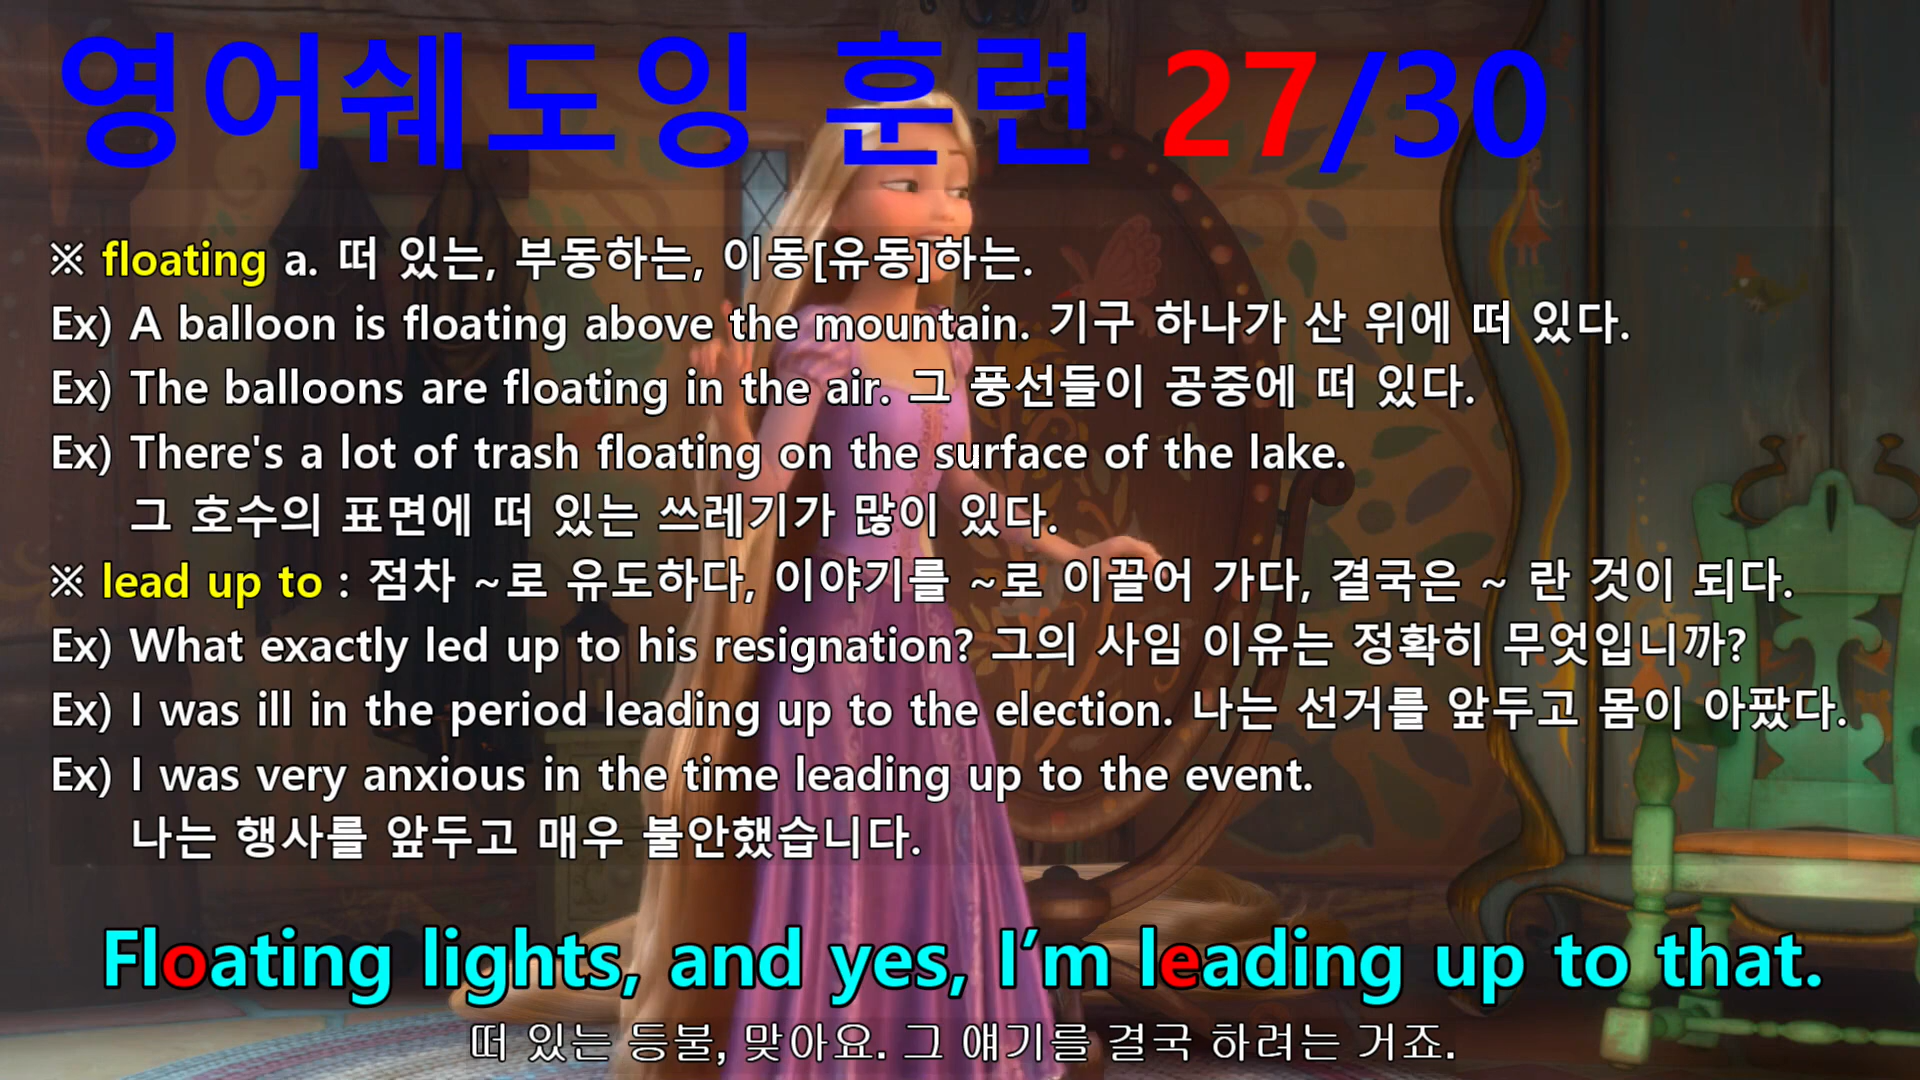 영어쉐도잉 훈련 27/30
※ floating a. 떠 있는, 부동하는, 이동[유동]하는.
Ex) A balloon is floating above the mountain. 기구 하나가 산 위에 떠 있다.
Ex) The balloons are floating in the air. 그 풍선들이 공중에 떠 있다.
Ex) There's a lot of trash floating on the surface of the lake.
그 호수의 표면에 떠 있는 쓰레기가 많이 있다.
※ lead up to : 점차 ~로 유도하다, 이야기를 ~로 이끌어 가다, 결국은 ~ 란 것이 되다.
Ex) What exactly led up to his resignation? 그의 사임 이유는 정확히 무엇입니까?
Ex) I was ill in the period leading up to the election. 나는 선거를 앞두고 몸이 아팠다.
Ex) I was very anxious in the time leading up to the event.
나는 행사를 앞두고 매우 불안했습니다.
Floating lights, and yes, I’m leading up to that.
떠 있는 등불, 맞아요. 그 얘기를 결국 하려는 거죠.